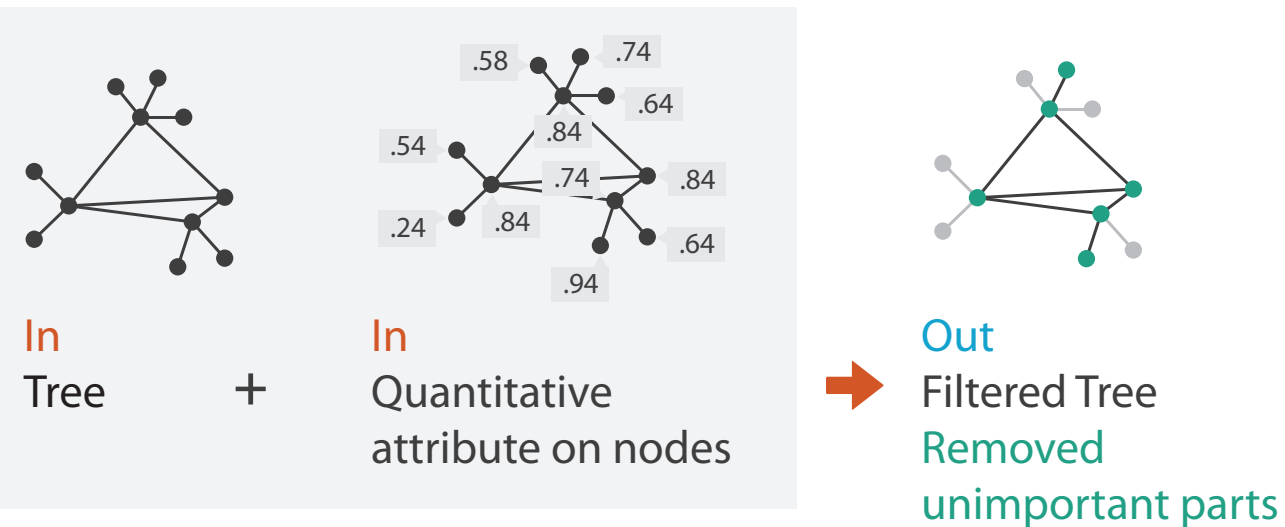 .58
.74
.64
.84
.54
.74
.84
.24
.84
.64
.94
In
Tree
+
In
Quantitative
attribute on nodes
Out
Filtered Tree
Removed
unimportant parts